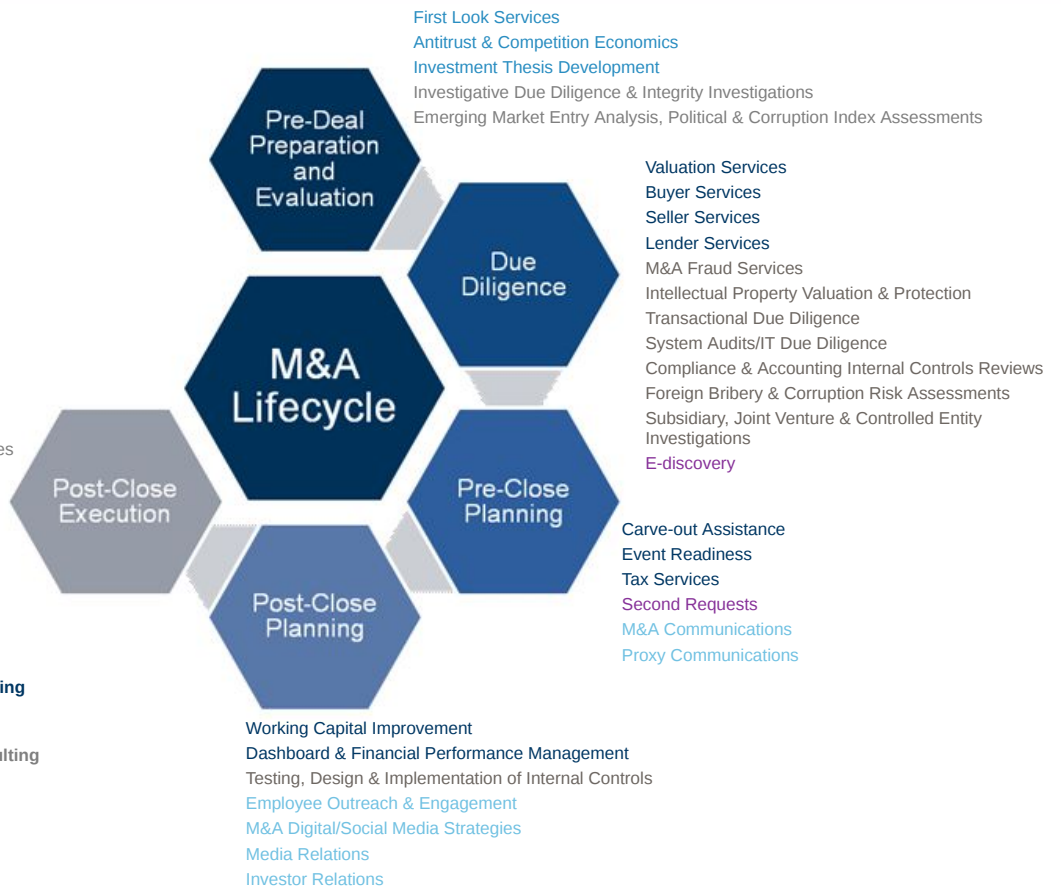 First Look Services
Antitrust & Competition Economics
Investment Thesis Development
Investigative Due Diligence & Integrity Investigations
Emerging Market Entry Analysis, Political & Corruption Index Assessments
Pre-Deal
Preparation
and
Evaluation
Valuation Services
Buyer Services
Seller Services
Lender Services
M&A Fraud Services
Intellectual Property Valuation & Protection
Transactional Due Diligence
System Audits/IT Due Diligence
Compliance & Accounting Internal Controls Reviews
Foreign Bribery & Corruption Risk Assessments
Subsidiary, Joint Venture & Controlled Entity
Investigations
E-discovery
Due
Diligence
M&A
Lifecycle
Post-Close
Execution
Pre-Close
Planning
Carve-out Assistance
Event Readiness
Tax Services
Second Requests
M&A Communications
Proxy Communications
Post-Close
Planning
Working Capital Improvement
Dashboard & Financial Performance Management
Testing, Design & Implementation of Internal Controls
Employee Outreach & Engagement
M&A Digital/Social Media Strategies
Media Relations
Investor Relations